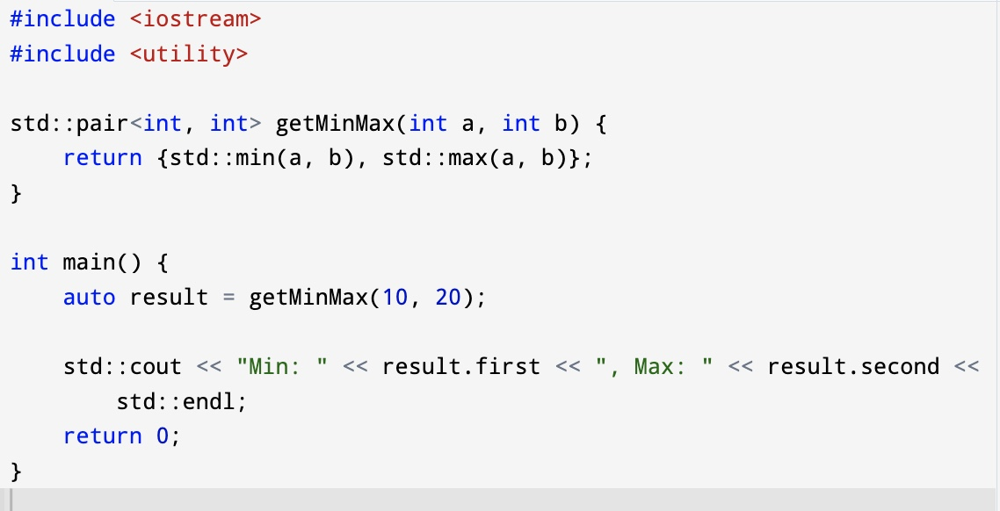 #include <iostream>
#include <utility>

std::pair<int, int> getMinMax(int a, int b) {
    return {std::min(a, b), std::max(a, b)};
}

int main() {
    auto result = getMinMax(10, 20);

    std::cout << "Min: " << result.first << ", Max: " << result.second <<
        std::endl;
    return 0;
}